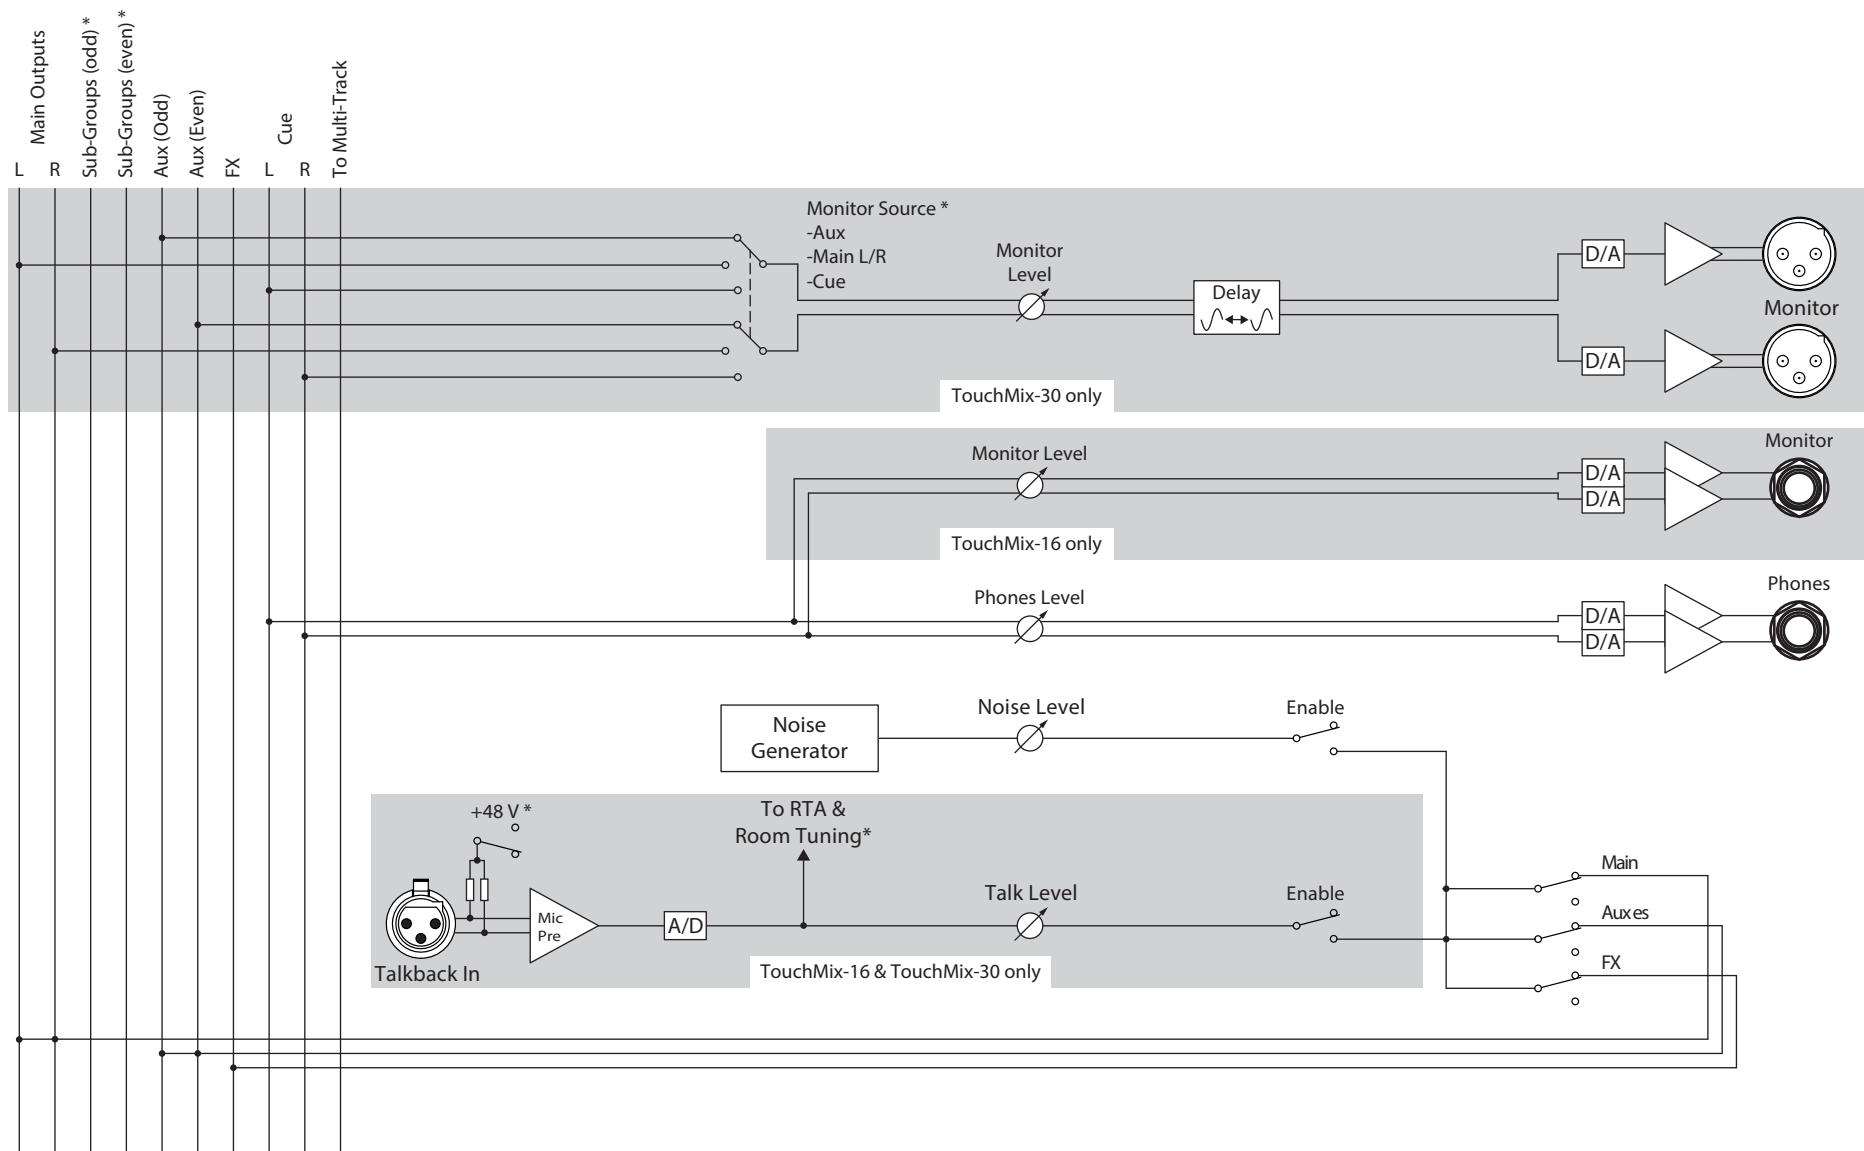 Main Outputs
Sub-Groups (odd) *
Sub-Groups (even) *
Aux (Odd)
Aux (Even)
FX
Cue
To Multi-Track
L
R
L
R
Monitor Source *
-Aux
-Main L/R
-Cue
Monitor
Level
Delay
D/A
Monitor
D/A
TouchMix-30 only
Monitor Level
D/A
D/A
Monitor
TouchMix-16 only
Phones Level
D/A
D/A
Phones
Noise
Generator
Noise Level
Enable
+48 V *
To RTA &
Room Tuning*
Mic
Pre
A/D
Talk Level
Enable
Talkback In
TouchMix-16 & TouchMix-30 only
Main
Auxes
FX